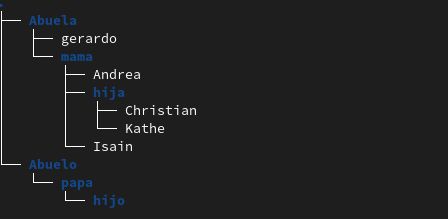 Abuela
gerardo
mama
Andrea
hija
Christian
Kathe
Isain
Abuelo
papa
hijo